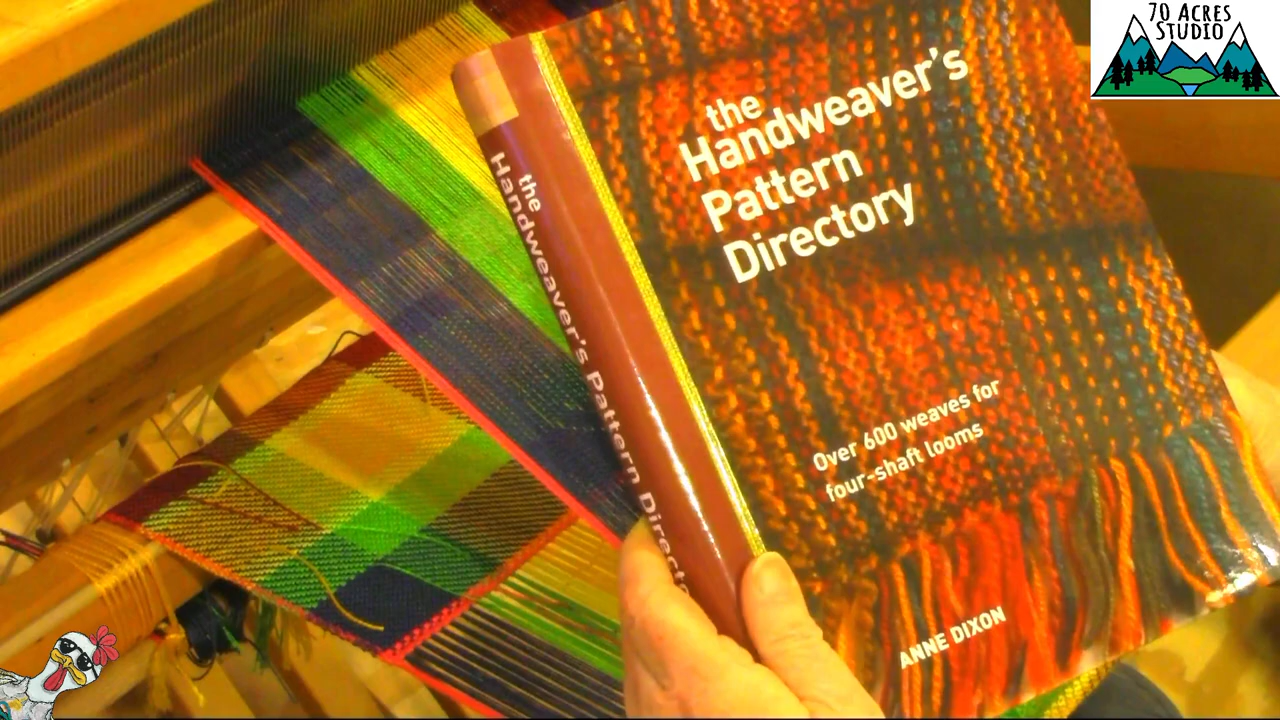 70 ACRES
STUDIO
the
Handweaver's
Pattern
Directory
Over 600 weaves for
four-shaft looms
ANNE DIXON
the
Handweaver's Pattern Directo